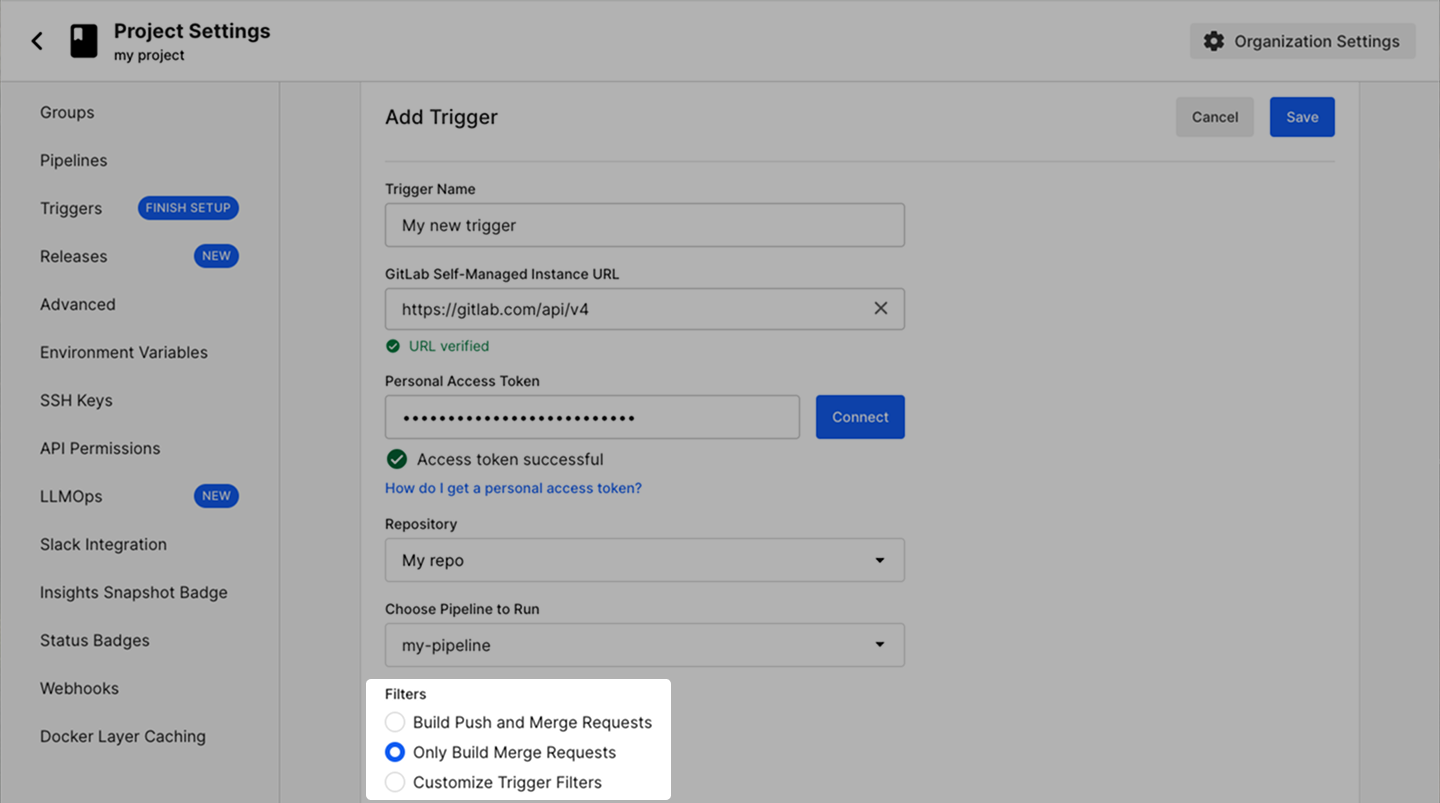 Project Settings
my project
Organization Settings
Groups
Pipelines
Triggers FINISH SETUP
Releases NEW
Advanced
Environment Variables
SSH Keys
API Permissions
LLMOps NEW
Slack Integration
Insights Snapshot Badge
Status Badges
Webhooks
Docker Layer Caching
Add Trigger
Cancel Save
Trigger Name
My new trigger
GitLab Self-Managed Instance URL
https://gitlab.com/api/v4
URL verified
Personal Access Token
••••••••••••••••••••••••••
Connect
Access token successful
How do I get a personal access token?
Repository
My repo
Choose Pipeline to Run
my-pipeline
Filters
Build Push and Merge Requests
Only Build Merge Requests
Customize Trigger Filters